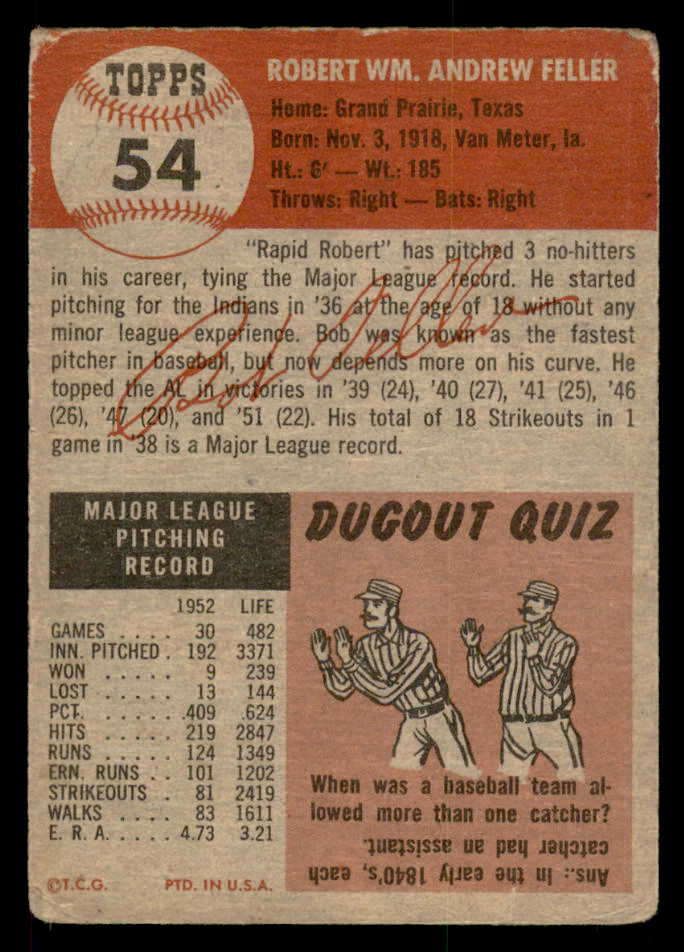 TOPPS
54
ROBERT WM. ANDREW FELLER
Home: Grand Prairie, Texas
Born: Nov. 3, 1918, Van Meter, Ia.
Ht.: 6' — Wt.: 185
Throws: Right — Bats: Right
"Rapid Robert" has pitched 3 no-hitters
in his career, tying the Major League record. He started
pitching for the Indians in '36 at the age of 18 without any
minor league experience. Bob was known as the fastest
pitcher in baseball, but now depends more on his curve. He
topped the AL in victories in '39 (24), '40 (27), '41 (25), '46
(26), '47 (20), and '51 (22). His total of 18 Strikeouts in 1
game in '38 is a Major League record.
Bob Feller
MAJOR LEAGUE
PITCHING
RECORD
1952 LIFE
GAMES . . . . 30 482
INN. PITCHED . 192 3371
WON . . . . . 9 239
LOST . . . . . 13 144
PCT. . . . . . .409 .624
HITS . . . . . 219 2847
RUNS . . . . . 124 1349
ERN. RUNS . . 101 1202
STRIKEOUTS . 81 2419
WALKS . . . . 83 1611
E. R. A. . . . . 4.73 3.21
©T.C.G. PTD. IN U.S.A.
DUGOUT QUIZ
When was a baseball team al-
lowed more than one catcher?
Ans.: In the early 1840's, each
catcher had an assistant.